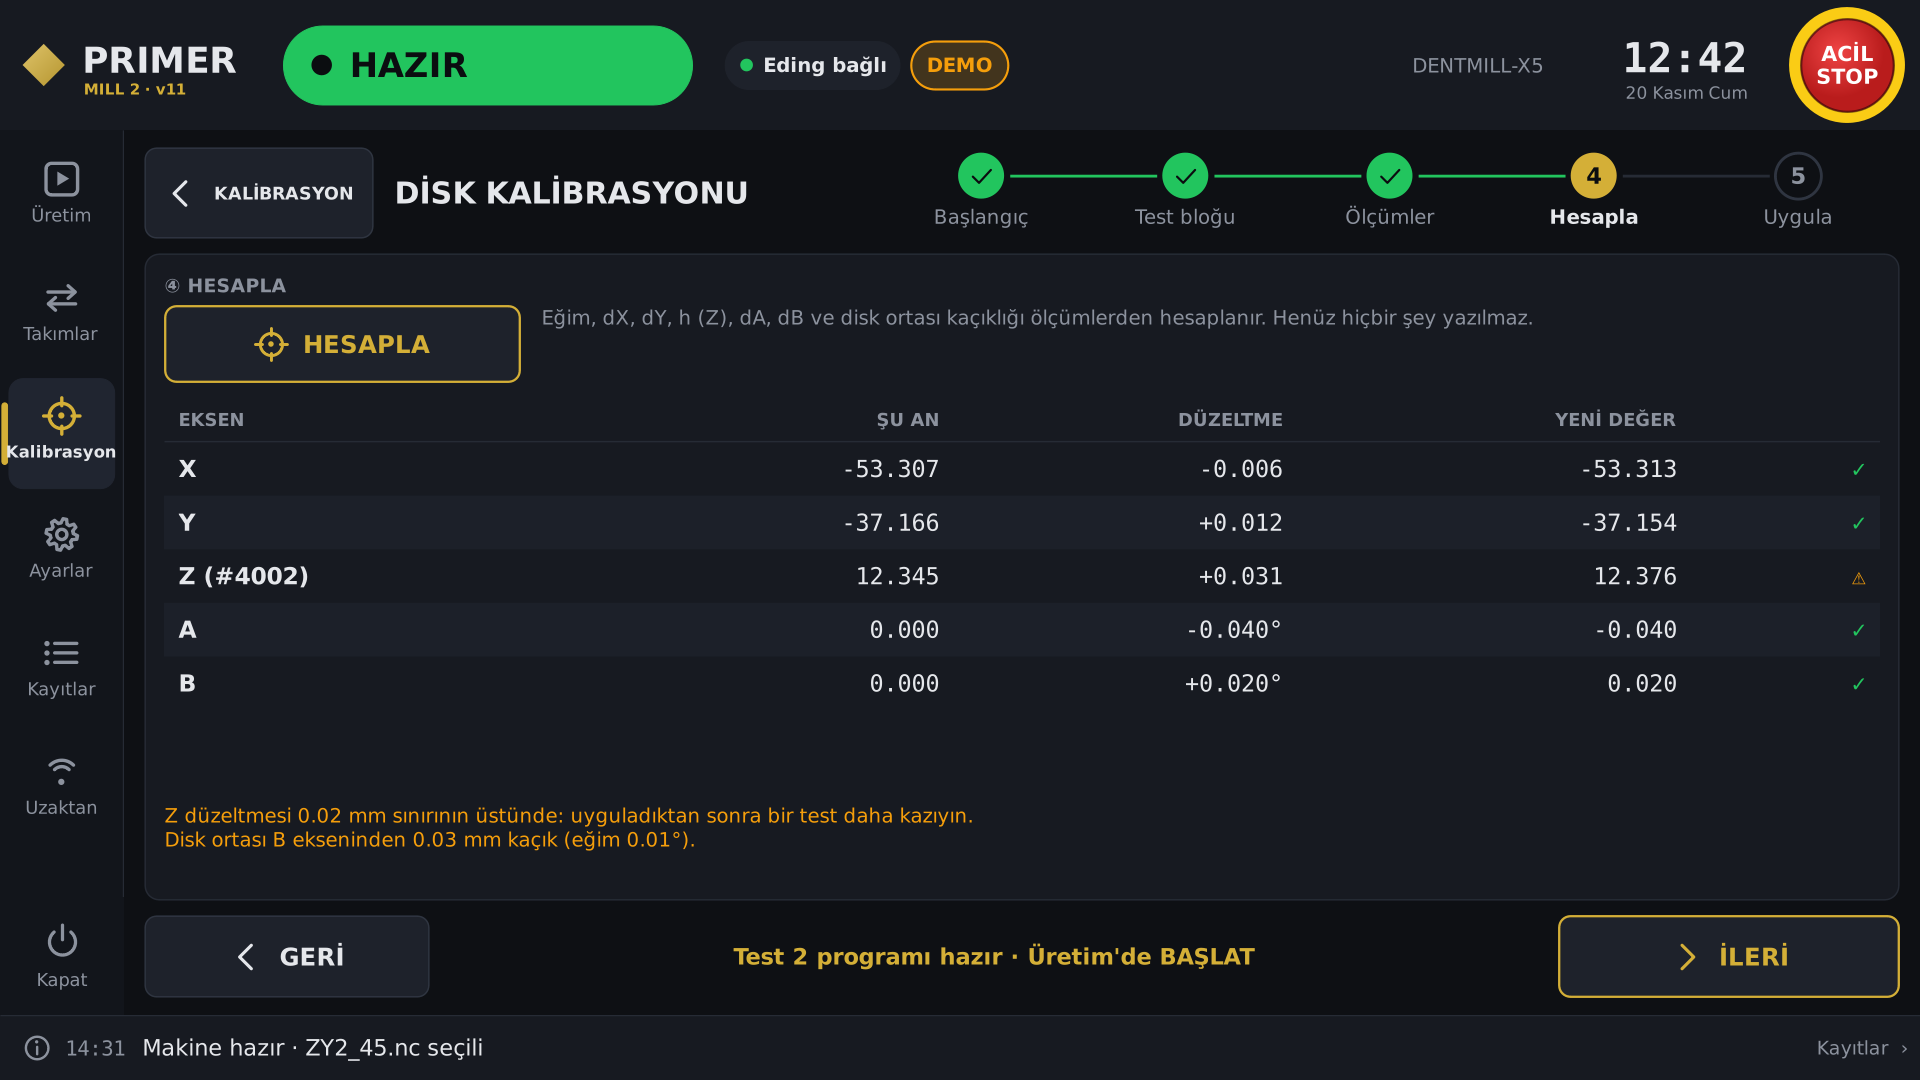 PRIMER
MILL 2 · v11
HAZIR
Eding bağlı
DEMO
DENTMILL-X5
12:42
20 Kasım Cum
ACİL
STOP
Üretim
Takımlar
Kalibrasyon
Ayarlar
Kayıtlar
Uzaktan
Kapat
KALİBRASYON
DİSK KALİBRASYONU
Başlangıç
Test bloğu
Ölçümler
4
Hesapla
5
Uygula
④ HESAPLA
HESAPLA
Eğim, dX, dY, h (Z), dA, dB ve disk ortası kaçıklığı ölçümlerden hesaplanır. Henüz hiçbir şey yazılmaz.
EKSEN ŞU AN DÜZELTME YENİ DEĞER
X -53.307 -0.006 -53.313 ✓
Y -37.166 +0.012 -37.154 ✓
Z (#4002) 12.345 +0.031 12.376 ⚠
A 0.000 -0.040° -0.040 ✓
B 0.000 +0.020° 0.020 ✓
Z düzeltmesi 0.02 mm sınırının üstünde: uyguladıktan sonra bir test daha kazıyın.
Disk ortası B ekseninden 0.03 mm kaçık (eğim 0.01°).
GERİ
Test 2 programı hazır · Üretim'de BAŞLAT
İLERİ
14:31 Makine hazır · ZY2_45.nc seçili
Kayıtlar ›